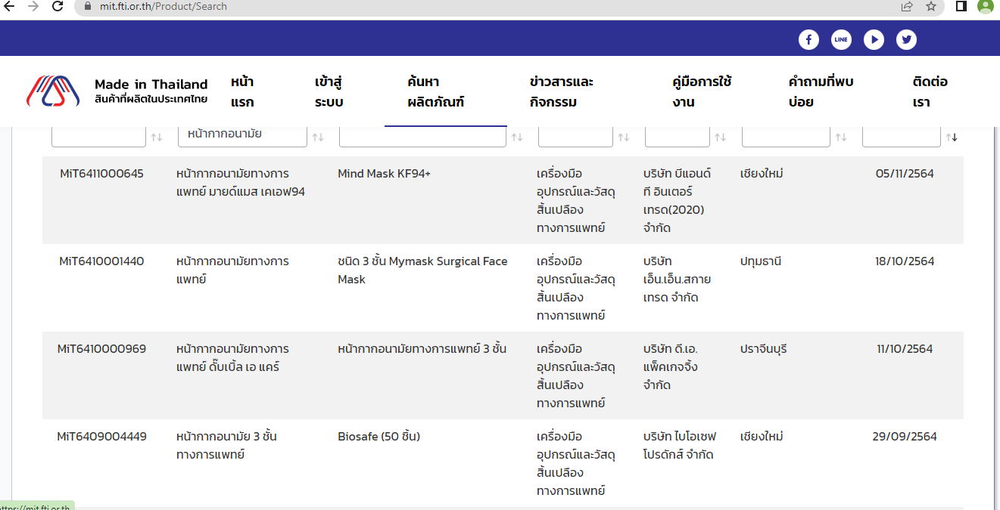 mit.fti.or.th/Product/Search
LINE
Made in Thailand
สินค้าที่ผลิตในประเทศไทย
หน้า
แรก
เข้าสู่
ระบบ
ค้นหา
ผลิตภัณฑ์
ข่าวสารและ
กิจกรรม
คู่มือการใช้
งาน
คำถามที่พบ
บ่อย
ติดต่อ
เรา
หน้ากากอนามัย
MiT6411000645
หน้ากากอนามัยทางการ
แพทย์ มายด์แมส เคเอฟ94
Mind Mask KF94+
เครื่องมือ
อุปกรณ์และวัสดุ
สิ้นเปลือง
ทางการแพทย์
บริษัท บีแอนด์
ที อินเตอร์
เทรด(2020)
จำกัด
เชียงใหม่
05/11/2564
MiT6410001440
หน้ากากอนามัยทางการ
แพทย์
ชนิด 3 ชั้น Mymask Surgical Face
Mask
เครื่องมือ
อุปกรณ์และวัสดุ
สิ้นเปลือง
ทางการแพทย์
บริษัท
เอ็น.เอ็น.สกาย
เทรด จำกัด
ปทุมธานี
18/10/2564
MiT6410000969
หน้ากากอนามัยทางการ
แพทย์ ดั๊บเบิ้ล เอ แคร์
หน้ากากอนามัยทางการแพทย์ 3 ชั้น
เครื่องมือ
อุปกรณ์และวัสดุ
สิ้นเปลือง
ทางการแพทย์
บริษัท ดี.เอ.
แพ็คเกจจิ้ง
จำกัด
ปราจีนบุรี
11/10/2564
MiT6409004449
หน้ากากอนามัย 3 ชั้น
ทางการแพทย์
Biosafe (50 ชิ้น)
เครื่องมือ
อุปกรณ์และวัสดุ
สิ้นเปลือง
ทางการแพทย์
บริษัท ไบโอเซฟ
โปรดักส์ จำกัด
เชียงใหม่
29/09/2564
https://mit.fti.or.th